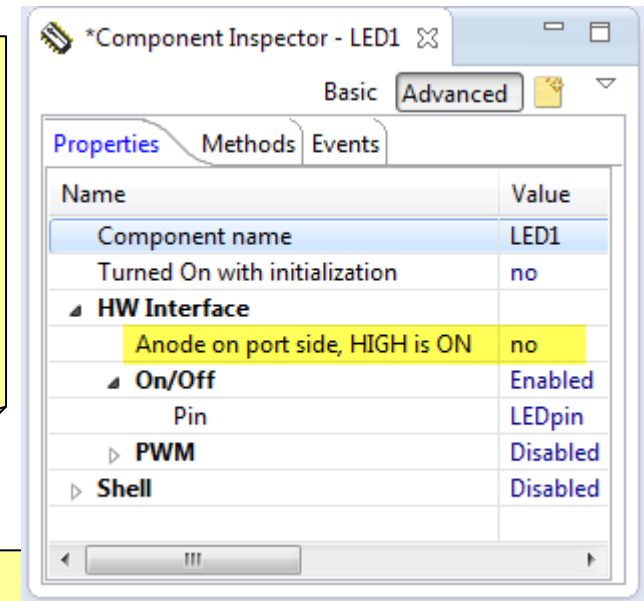 *Component Inspector - LED1
Basic Advanced
Properties Methods Events
Name Value
Component name LED1
Turned On with initialization no
HW Interface
Anode on port side, HIGH is ON no
On/Off Enabled
Pin LEDpin
PWM Disabled
Shell Disabled